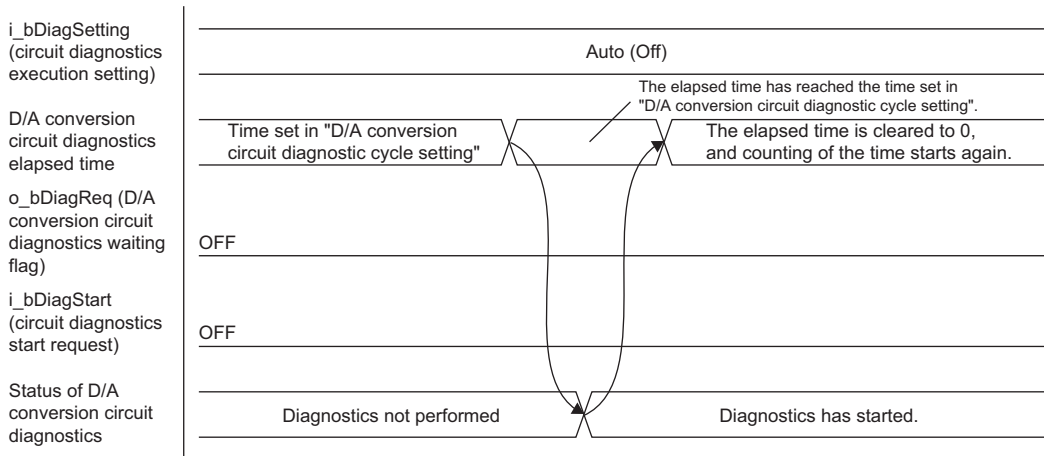 i_bDiagSetting
(circuit diagnostics
execution setting)
Auto (Off)
The elapsed time has reached the time set in
"D/A conversion circuit diagnostic cycle setting".
D/A conversion
circuit diagnostics
elapsed time
Time set in "D/A conversion
circuit diagnostic cycle setting"
The elapsed time is cleared to 0,
and counting of the time starts again.
o_bDiagReq (D/A
conversion circuit
diagnostics waiting
flag)
OFF
i_bDiagStart
(circuit diagnostics
start request)
OFF
Status of D/A
conversion circuit
diagnostics
Diagnostics not performed
Diagnostics has started.